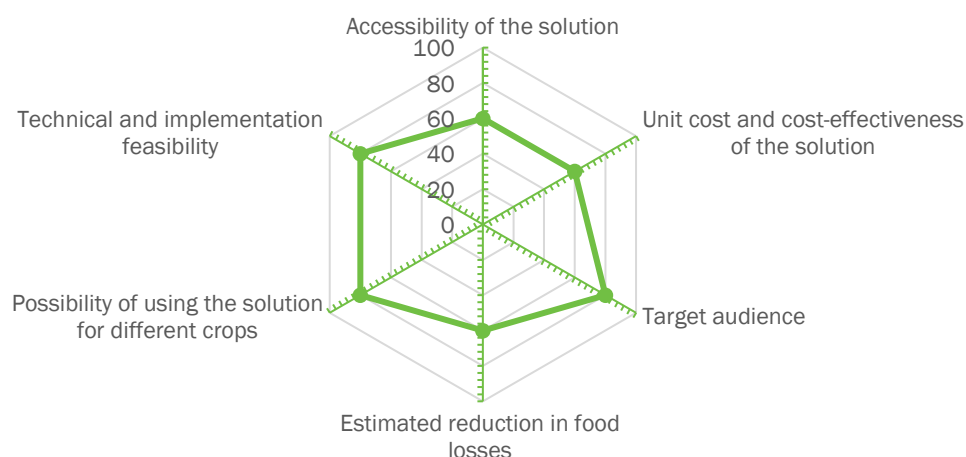 Accessibility of the solution
100
80
60
40
20
0
Unit cost and cost-effectiveness
of the solution
Target audience
Estimated reduction in food
losses
Possibility of using the solution
for different crops
Technical and implementation
feasibility